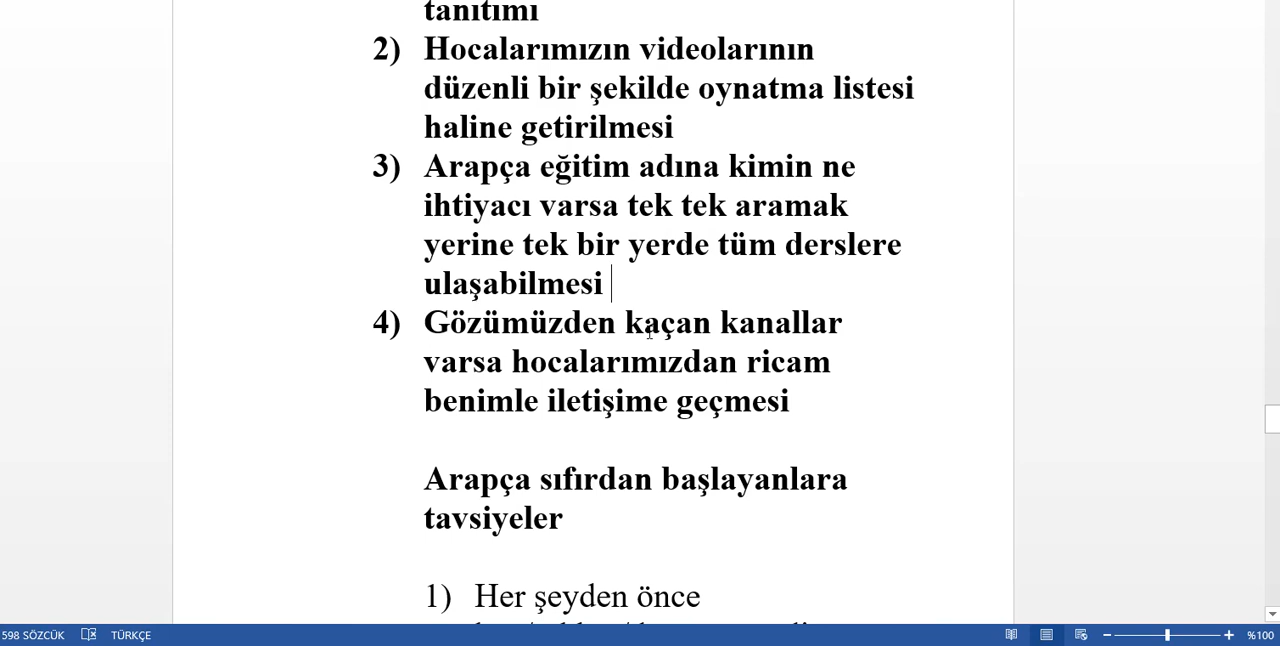 tanıtımı
2) Hocalarımızın videolarının
düzenli bir şekilde oynatma listesi
haline getirilmesi
3) Arapça eğitim adına kimin ne
ihtiyacı varsa tek tek aramak
yerine tek bir yerde tüm derslere
ulaşabilmesi
4) Gözümüzden kaçan kanallar
varsa hocalarımızdan ricam
benimle iletişime geçmesi
Arapça sıfırdan başlayanlara
tavsiyeler
1) Her şeyden önce
598 SÖZCÜK TÜRKÇE %100